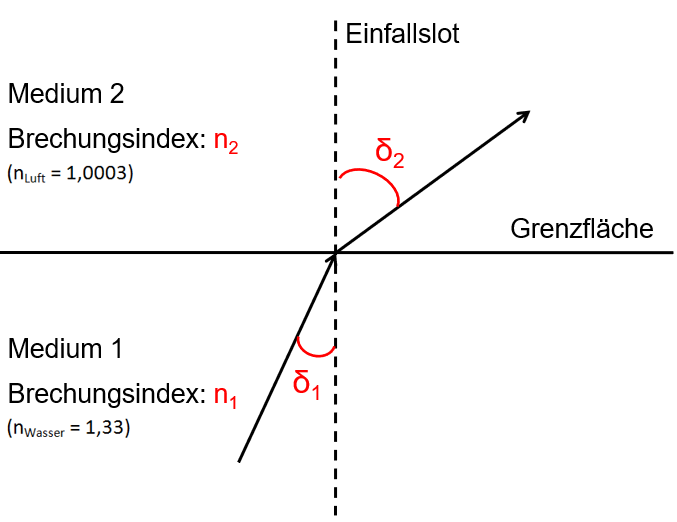 Einfallslot
Medium 2
Brechungsindex: n₂
(nLuft = 1,0003)
δ₂
Grenzfläche
Medium 1
Brechungsindex: n₁
(nWasser = 1,33)
δ₁